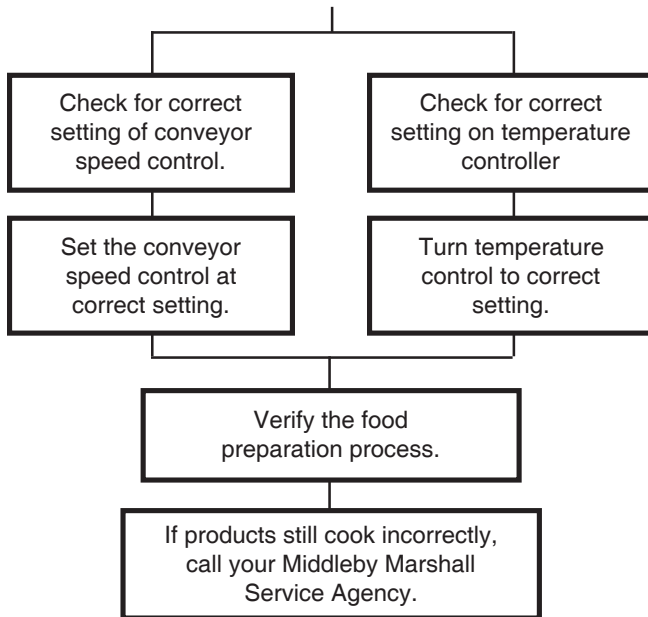 Check for correct
setting of conveyor
speed control.
Check for correct
setting on temperature
controller
Set the conveyor
speed control at
correct setting.
Turn temperature
control to correct
setting.
Verify the food
preparation process.
If products still cook incorrectly,
call your Middleby Marshall
Service Agency.